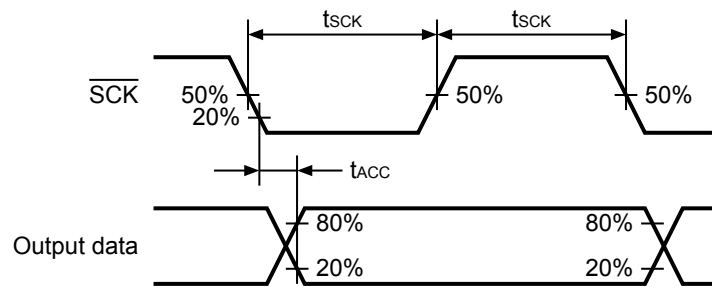 tSCK tSCK
SCK 50% 50% 50%
20%
tACC
80% 80%
Output data
20% 20%